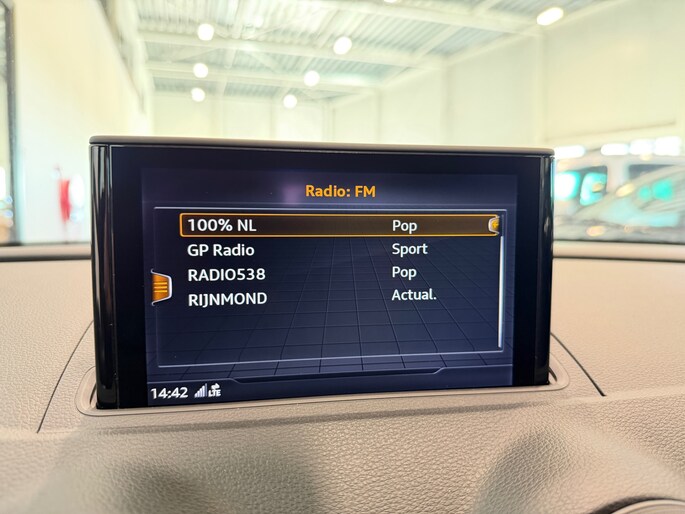 Radio: FM
100% NL Pop
GP Radio Sport
RADIO538 Pop
RIJNMOND Actual.
14:42 LTE